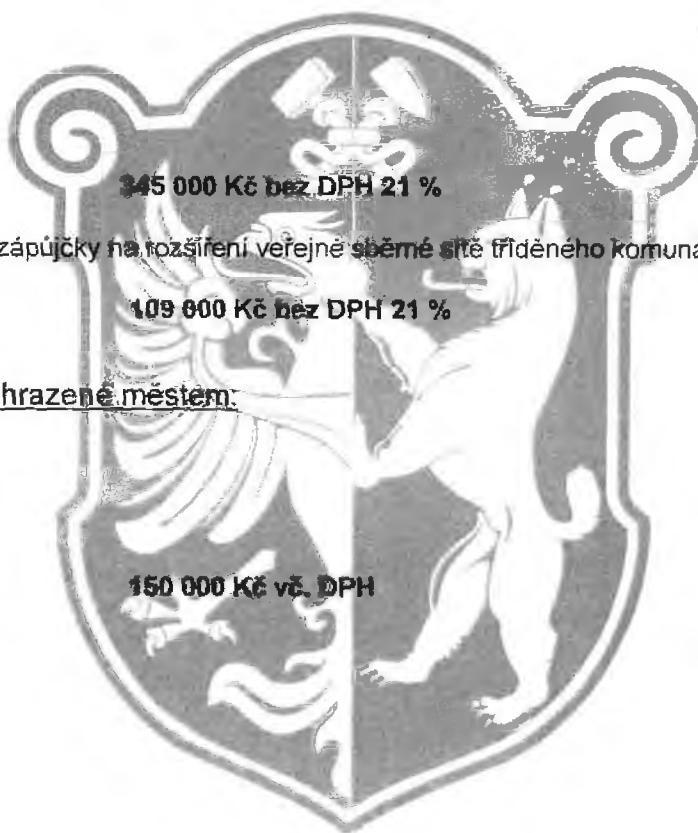 345 000 Kč bez DPH 21 %
zápůjčky na rozšíření veřejné sběrné sítě tříděného komuna
109 000 Kč bez DPH 21 %
hrazené městem:
150 000 Kč vč. DPH